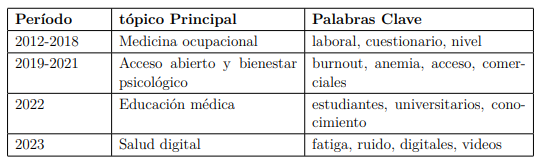 Período tópico Principal Palabras Clave
2012-2018 Medicina ocupacional laboral, cuestionario, nivel
2019-2021 Acceso abierto y bienestar burnout, anemia, acceso, comer-
psicológico ciales
2022 Educación médica estudiantes, universitarios, cono-
cimiento
2023 Salud digital fatiga, ruido, digitales, videos